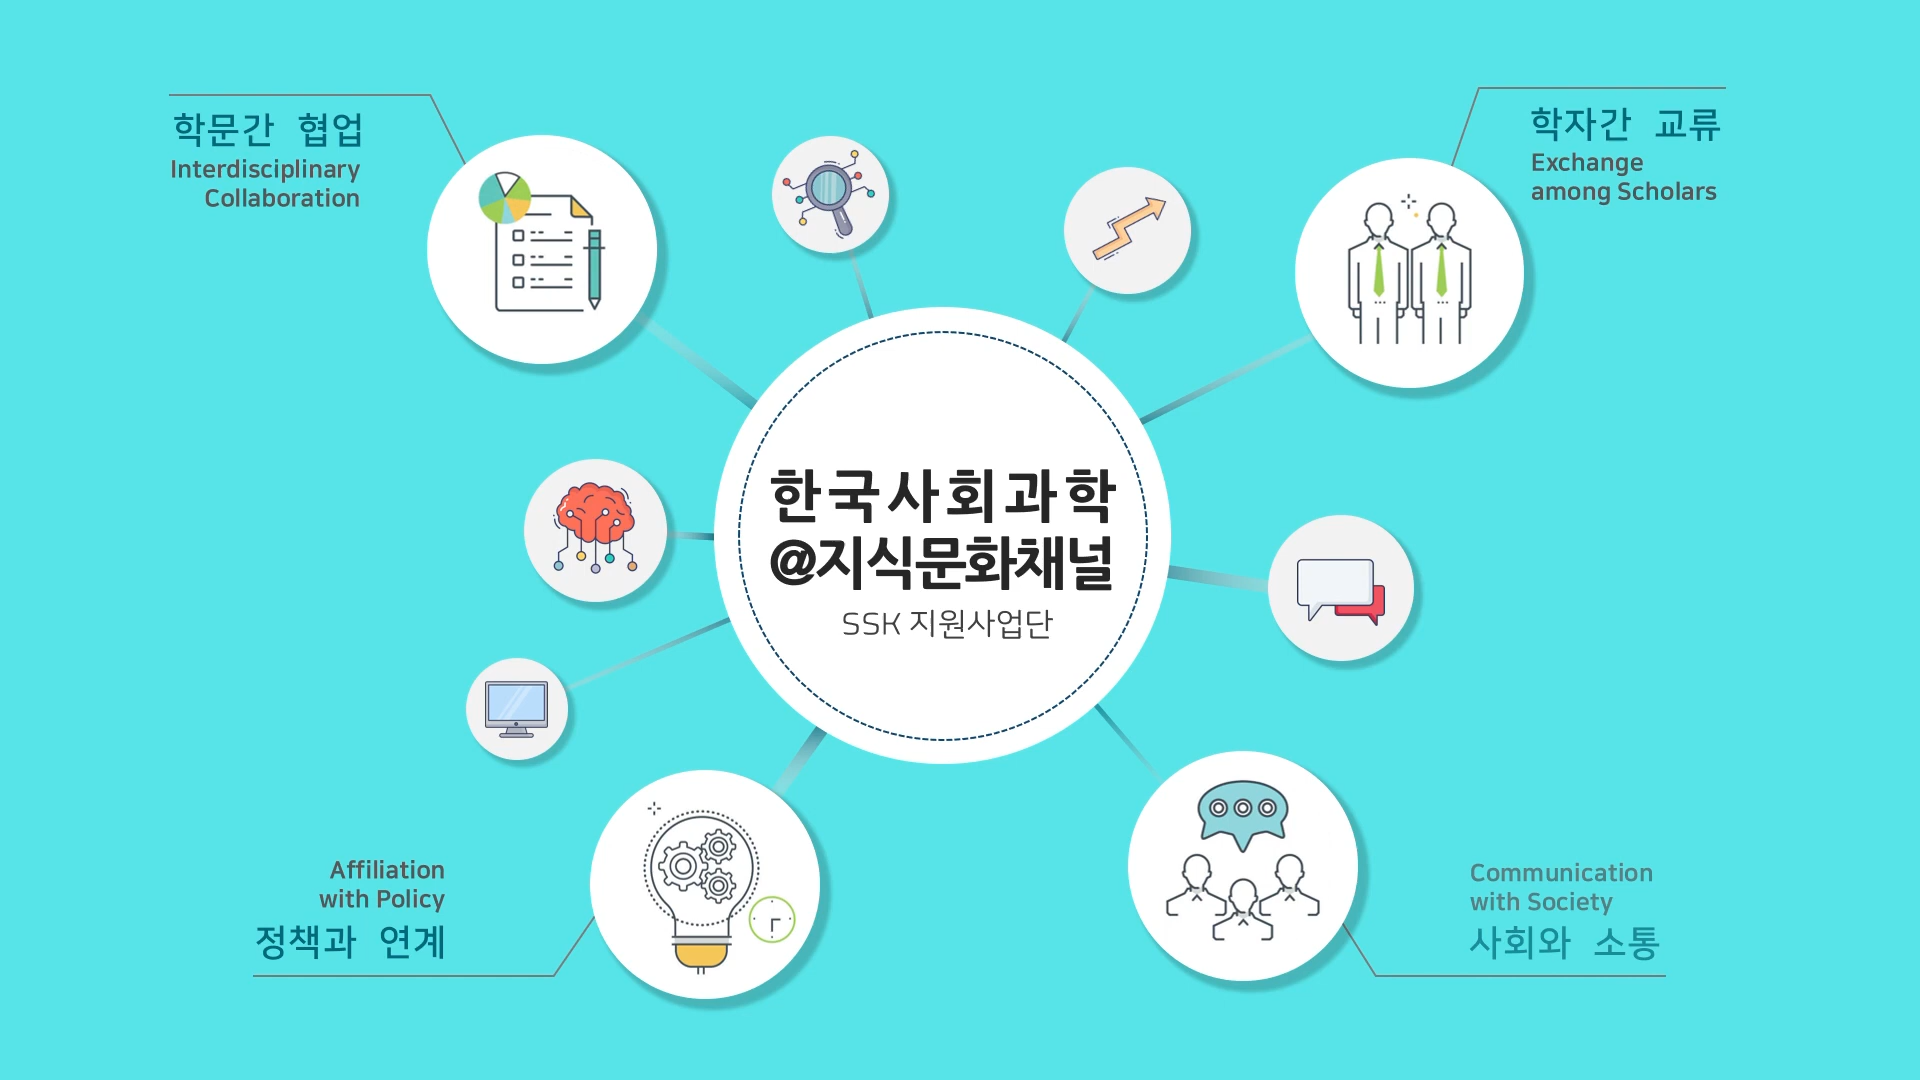 학문간 협업
Interdisciplinary
Collaboration
학자간 교류
Exchange
among Scholars
한국사회과학
@지식문화채널
SSK 지원사업단
Affiliation
with Policy
정책과 연계
Communication
with Society
사회와 소통